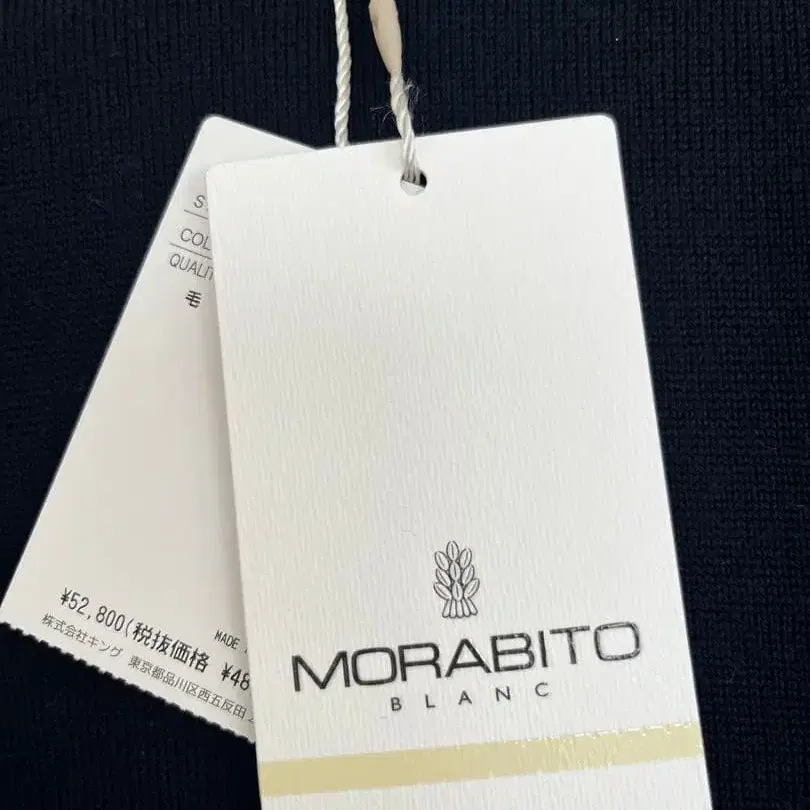 COL
QUALIT
毛
¥52,800(税抜価格 ¥48
MADE
株式会社キング 東京都品川区西五反田
MORABITO
BLANC